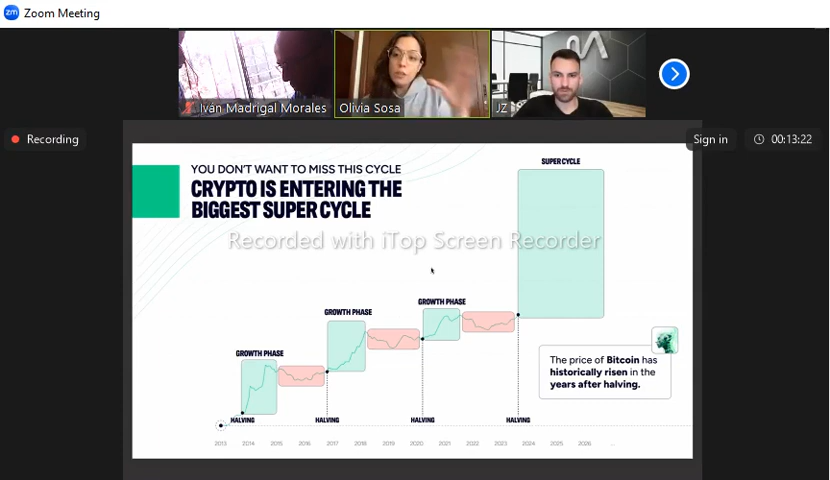 zm Zoom Meeting
Iván Madrigal Morales
Olivia Sosa
JZ
Recording
Sign in
00:13:22
YOU DON'T WANT TO MISS THIS CYCLE
CRYPTO IS ENTERING THE
BIGGEST SUPER CYCLE
SUPER CYCLE
Recorded with iTop Screen Recorder
GROWTH PHASE
GROWTH PHASE
GROWTH PHASE
The price of Bitcoin has
historically risen in the
years after halving.
HALVING HALVING HALVING HALVING
2013 2014 2015 2016 2017 2018 2019 2020 2021 2022 2023 2024 2025 2026 ...